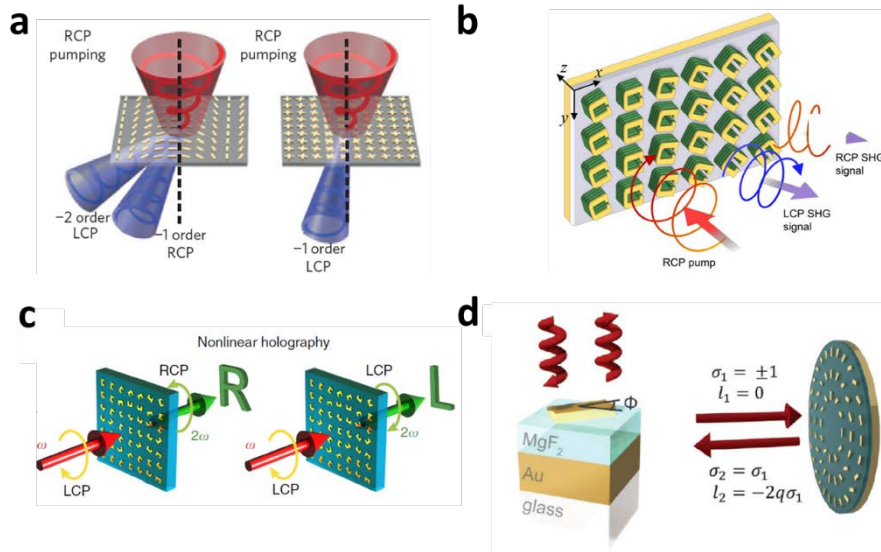 a
RCP
pumping
RCP
pumping
−2 order
LCP
−1 order
RCP
−1 order
LCP
b
z
x
y
RCP SHG
signal
LCP SHG
signal
RCP pump
c
Nonlinear holography
RCP
R
LCP
L
ω
2ω
ω
2ω
LCP
LCP
d
Φ
MgF₂
Au
glass
σ₁ = ±1
l₁ = 0
σ₂ = σ₁
l₂ = −2qσ₁